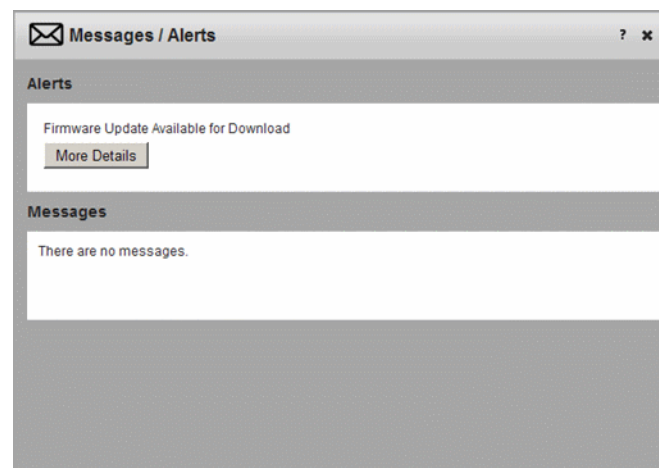 Messages / Alerts
? ✖
Alerts
Firmware Update Available for Download
More Details
Messages
There are no messages.